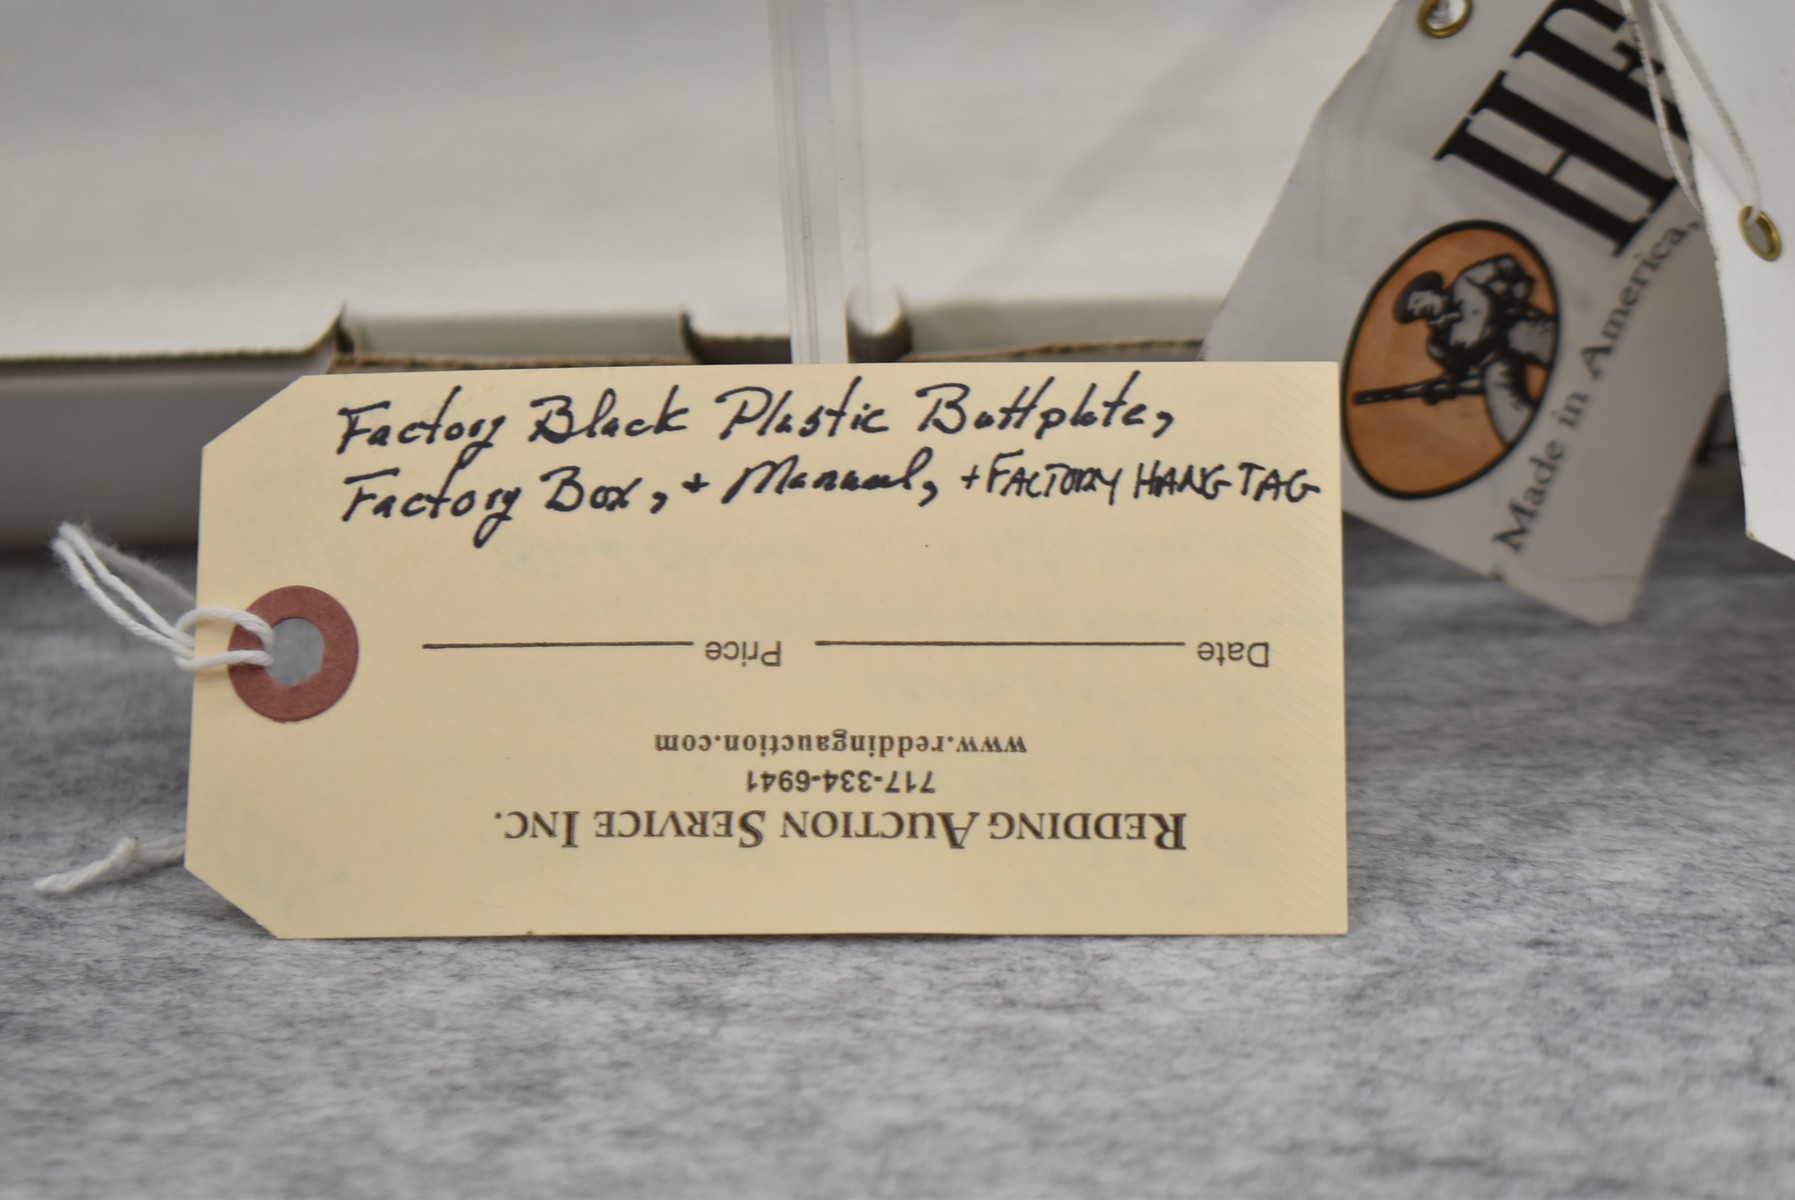 Factory Black Plastic Buttplate,
Factory Box, + Manual, + FACTORY HANG TAG
Date Price
www.reddingauction.com
717-334-6941
REDDING AUCTION SERVICE INC.
HE
Made in America,